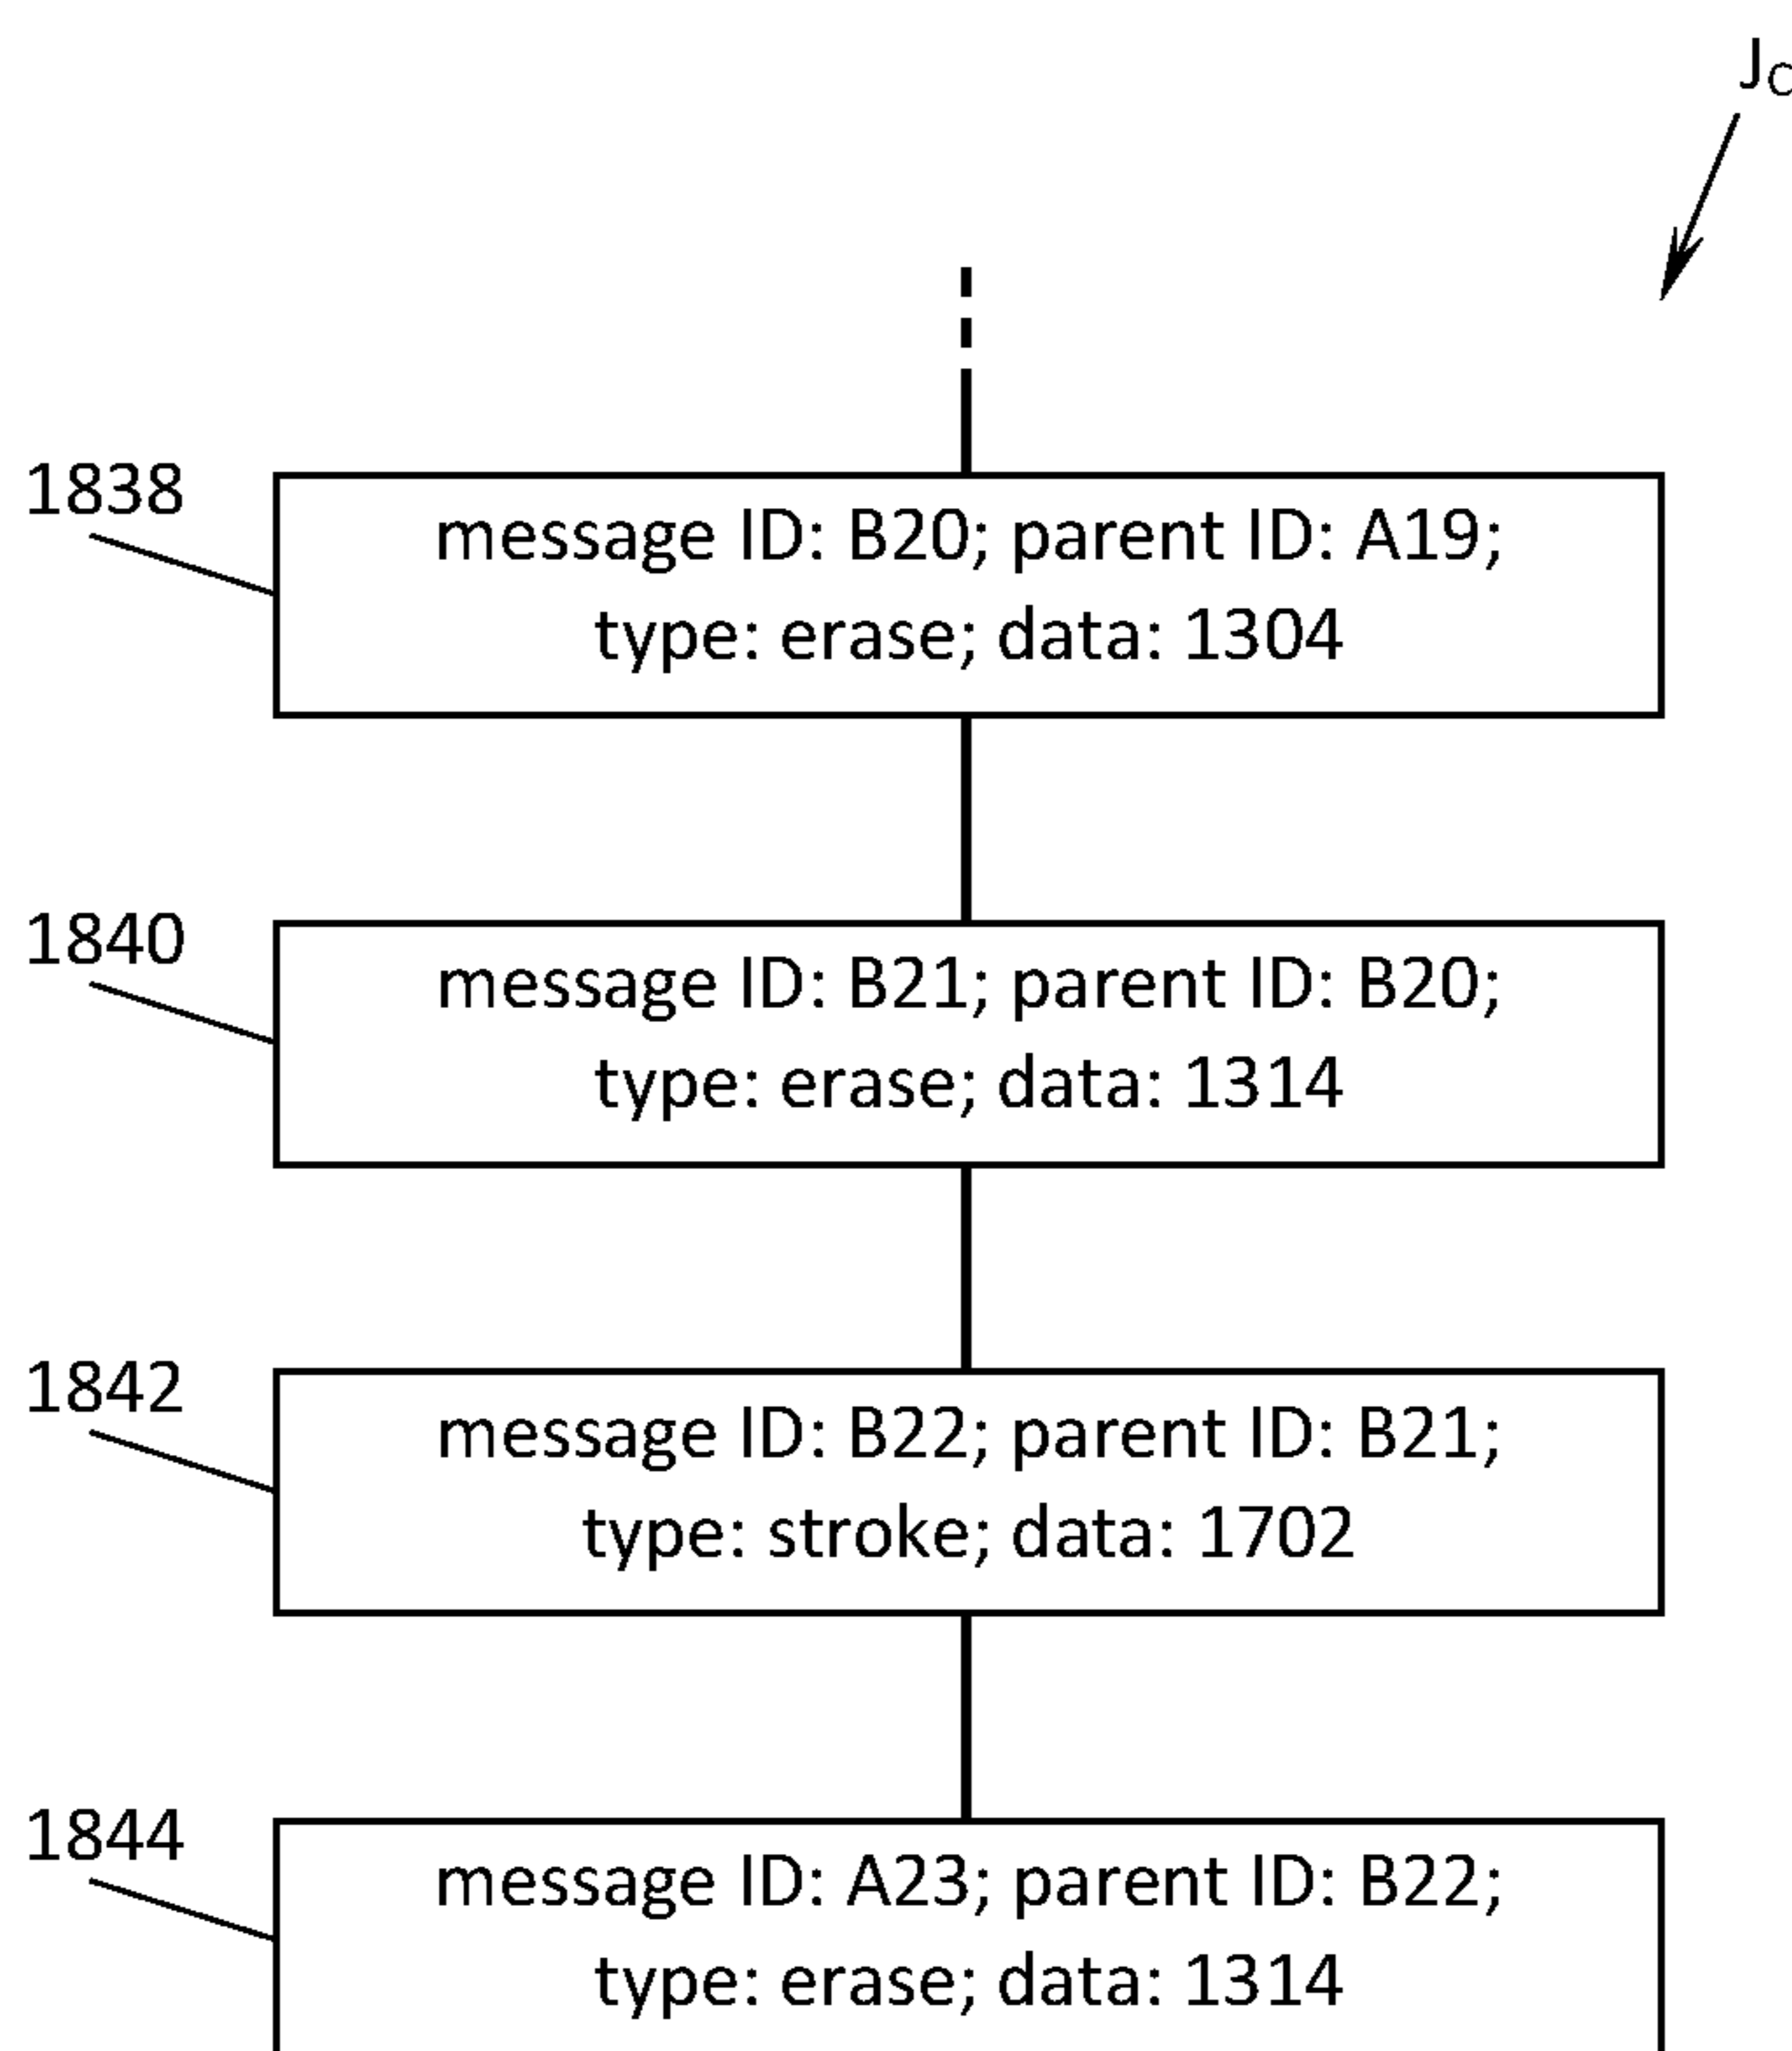 J
1838
message ID: B20; parent ID: A19;
type: erase; data: 1304
1840
message ID: B21; parent ID: B20;
type: erase; data: 1314
1842
message ID: B22; parent ID: B21;
type: stroke; data: 1702
1844
message ID: A23; parent ID: B22;
type: erase; data: 1314